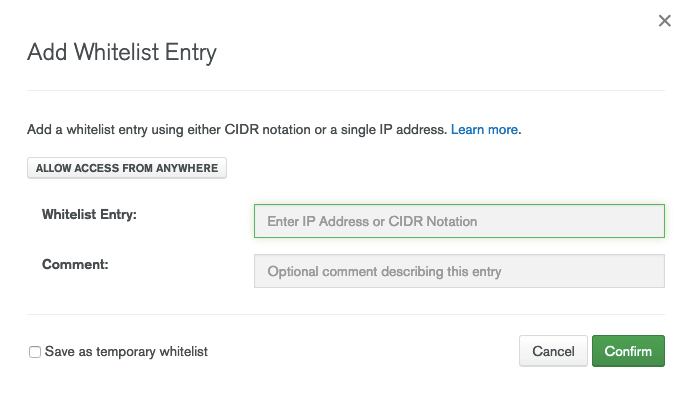 Add Whitelist Entry
Add a whitelist entry using either CIDR notation or a single IP address. Learn more.
ALLOW ACCESS FROM ANYWHERE
Whitelist Entry:
Enter IP Address or CIDR Notation
Comment:
Optional comment describing this entry
Save as temporary whitelist
Cancel
Confirm